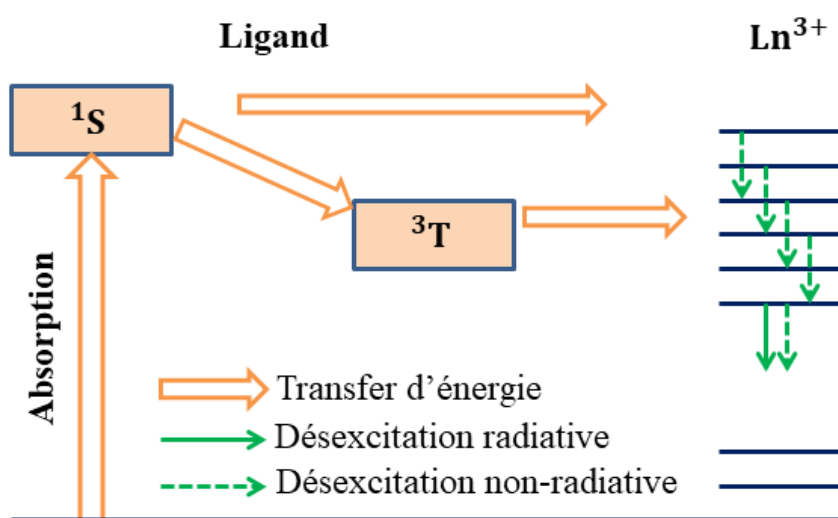 Ligand
Ln³⁺
¹S
³T
Absorption
Transfer d'énergie
Désexcitation radiative
Désexcitation non-radiative